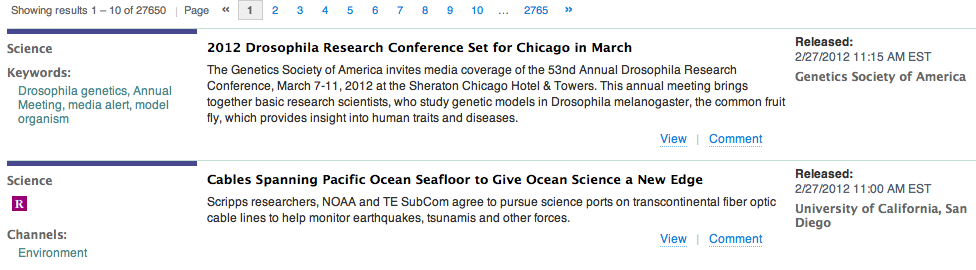 Showing results 1 – 10 of 27650 | Page « 1 2 3 4 5 6 7 8 9 10 ... 2765 »
Science
Keywords:
Drosophila genetics, Annual
Meeting, media alert, model
organism
2012 Drosophila Research Conference Set for Chicago in March
The Genetics Society of America invites media coverage of the 53nd Annual Drosophila Research
Conference, March 7-11, 2012 at the Sheraton Chicago Hotel & Towers. This annual meeting brings
together basic research scientists, who study genetic models in Drosophila melanogaster, the common fruit
fly, which provides insight into human traits and diseases.
View | Comment
Released:
2/27/2012 11:15 AM EST
Genetics Society of America
Science
R
Channels:
Environment
Cables Spanning Pacific Ocean Seafloor to Give Ocean Science a New Edge
Scripps researchers, NOAA and TE SubCom agree to pursue science ports on transcontinental fiber optic
cable lines to help monitor earthquakes, tsunamis and other forces.
View | Comment
Released:
2/27/2012 11:00 AM EST
University of California, San
Diego